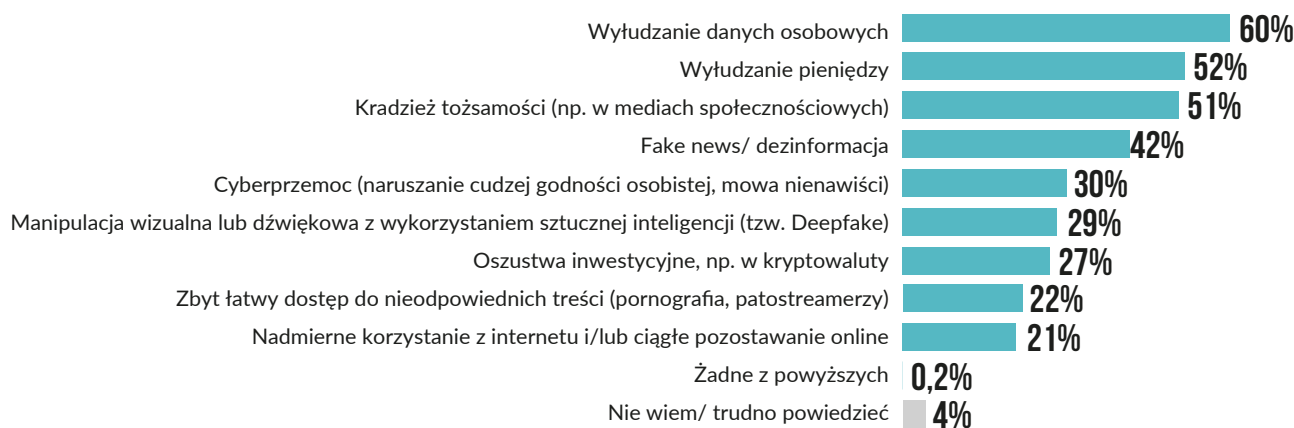 Wyłudzanie danych osobowych 60%
Wyłudzanie pieniędzy 52%
Kradzież tożsamości (np. w mediach społecznościowych) 51%
Fake news/ dezinformacja 42%
Cyberprzemoc (naruszanie cudzej godności osobistej, mowa nienawiści) 30%
Manipulacja wizualna lub dźwiękowa z wykorzystaniem sztucznej inteligencji (tzw. Deepfake) 29%
Oszustwa inwestycyjne, np. w kryptowaluty 27%
Zbyt łatwy dostęp do nieodpowiednich treści (pornografia, patostreamerzy) 22%
Nadmierne korzystanie z internetu i/lub ciągłe pozostawanie online 21%
Żadne z powyższych 0,2%
Nie wiem/ trudno powiedzieć 4%